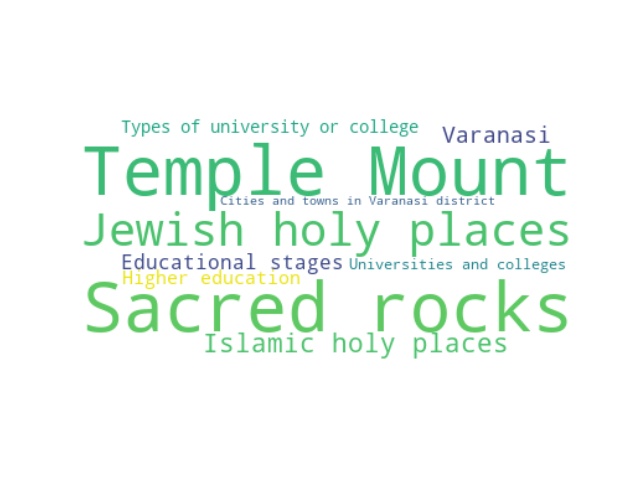 Types of university or college
Varanasi
Temple Mount
Cities and towns in Varanasi district
Jewish holy places
Educational stages
Universities and colleges
Higher education
Sacred rocks
Islamic holy places